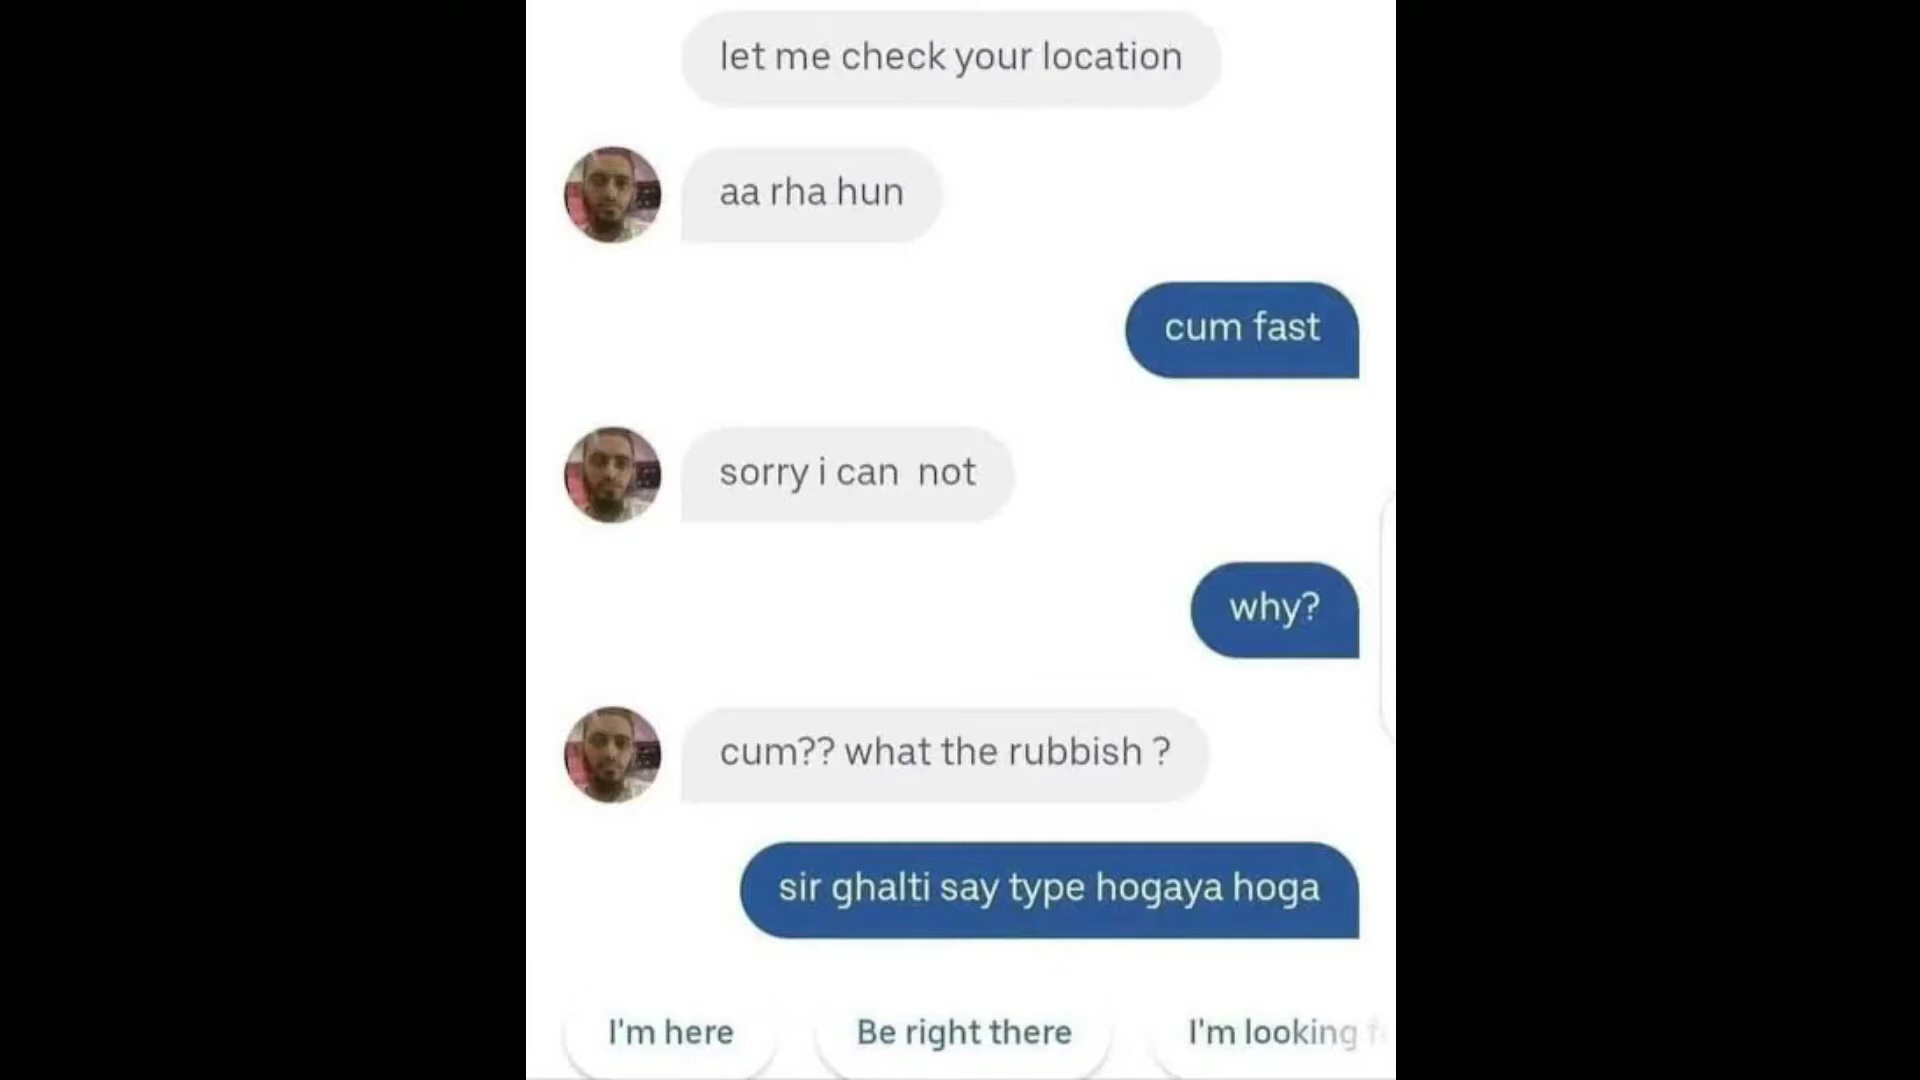 let me check your location
aa rha hun
cum fast
sorry i can not
why?
cum?? what the rubbish ?
sir ghalti say type hogaya hoga
I'm here
Be right there
I'm looking